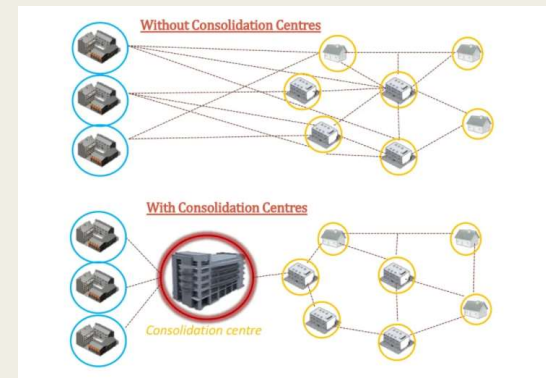 Without Consolidation Centres
With Consolidation Centres
Consolidation centre